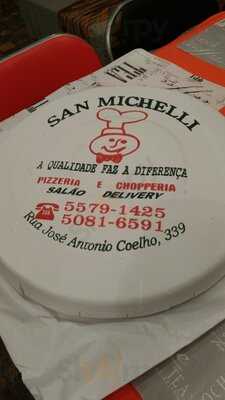 SAN MICHELLI
A QUALIDADE FAZ A DIFERENÇA
PIZZERIA E CHOPPERIA
SALÃO DELIVERY
☎ 5579-1425
5081-6591
Rua José Antonio Coelho, 339